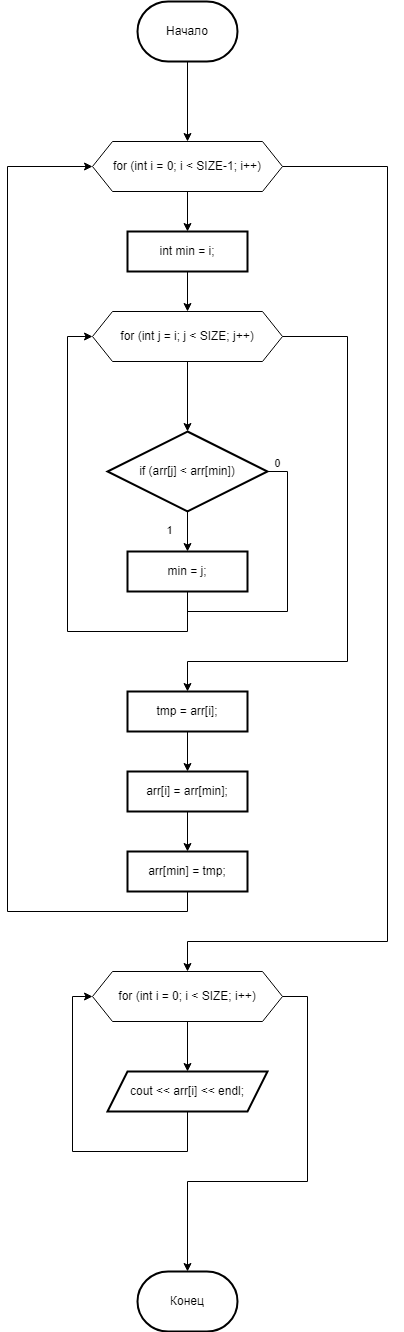 Начало
for (int i = 0; i < SIZE-1; i++)
int min = i;
for (int j = i; j < SIZE; j++)
if (arr[j] < arr[min])
0
1
min = j;
tmp = arr[i];
arr[i] = arr[min];
arr[min] = tmp;
for (int i = 0; i < SIZE; i++)
cout << arr[i] << endl;
Конец